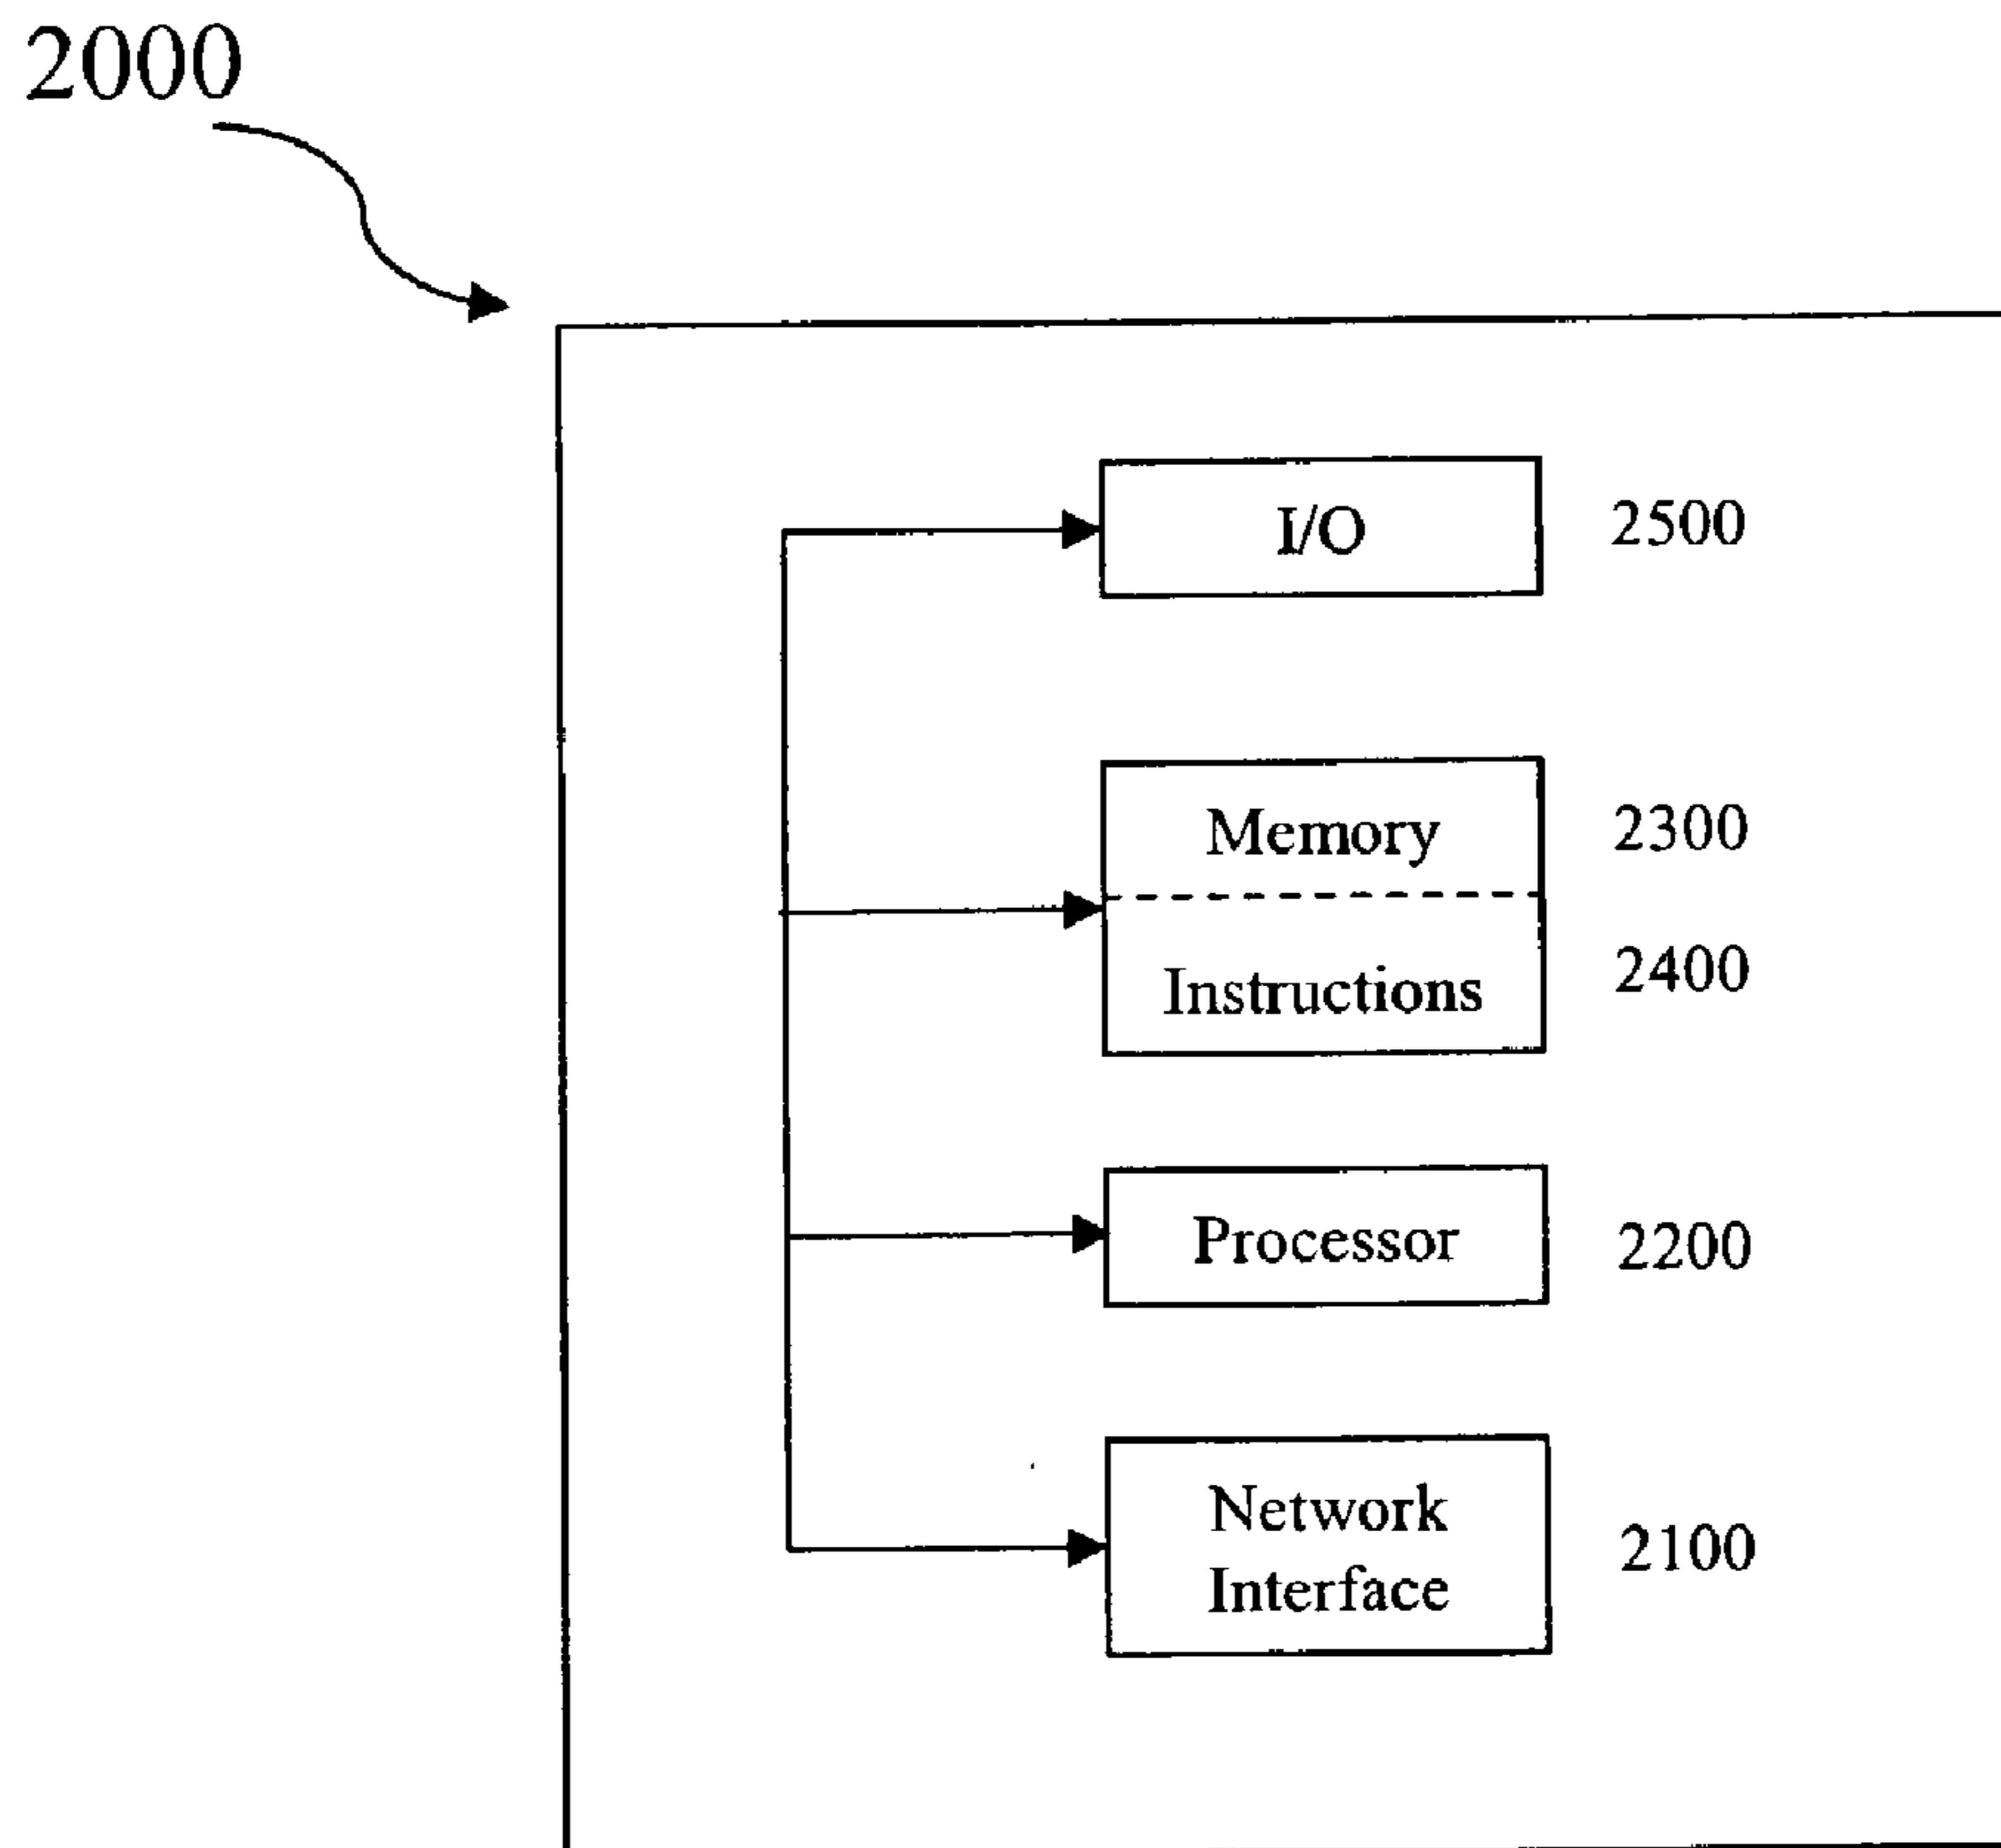 2000
I/O 2500
Memory 2300
Instructions 2400
Processor 2200
Network
Interface
2100